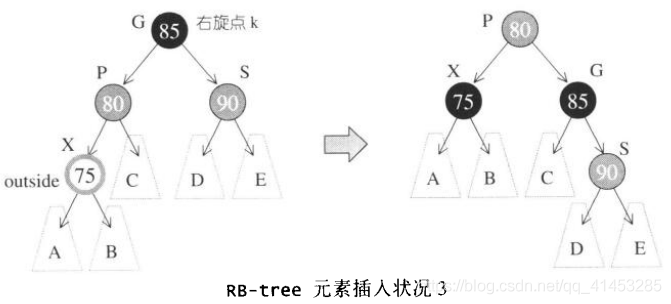 G 85 右旋点 k
P 80 S 90
X
outside 75 C D E
A B
P 80
X G
75 85
S
A B C 90
D E
RB-tree 元素插入状况 3
https://blog.csdn.net/qq_41453285